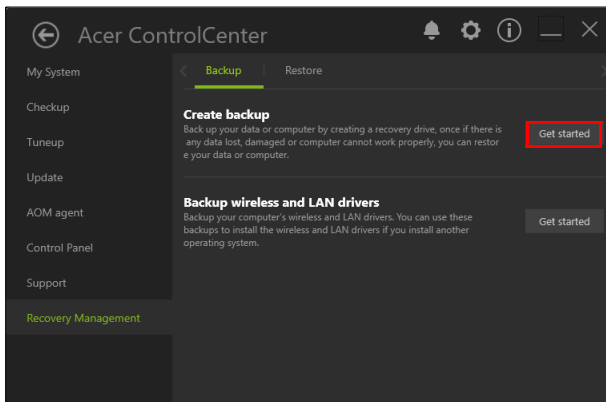 Acer ControlCenter
My System
Checkup
Tuneup
Update
AOM agent
Control Panel
Support
Recovery Management
Backup
Restore
Create backup
Back up your data or computer by creating a recovery drive, once if there is
any data lost, damaged or computer cannot work properly, you can restor
e your data or computer.
Get started
Backup wireless and LAN drivers
Backup your computer's wireless and LAN drivers. You can use these
backups to install the wireless and LAN drivers if you install another
operating system.
Get started